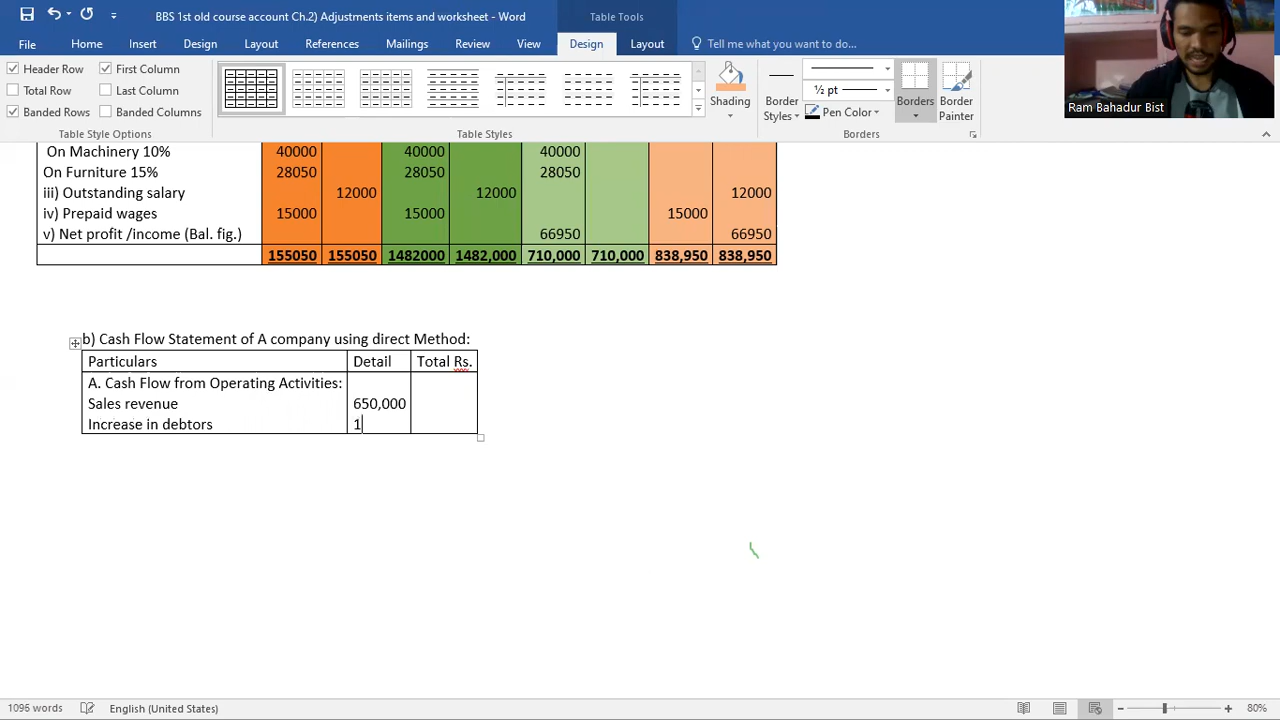 BBS 1st old course account Ch.2) Adjustments items and worksheet - Word
Table Tools
File Home Insert Design Layout References Mailings Review View Design Layout Tell me what you want to do...
Header Row First Column
Total Row Last Column
Banded Rows Banded Columns
Table Style Options
Table Styles
Shading
Border Styles
½ pt
Pen Color
Borders
Border Painter
Borders
Ram Bahadur Bist
On Machinery 10% 40000 40000 40000
On Furniture 15% 28050 28050 28050
iii) Outstanding salary 12000 12000 12000
iv) Prepaid wages 15000 15000 15000
v) Net profit /income (Bal. fig.) 66950 66950
155050 155050 1482000 1482,000 710,000 710,000 838,950 838,950
b) Cash Flow Statement of A company using direct Method:
Particulars Detail Total Rs.
A. Cash Flow from Operating Activities:
Sales revenue 650,000
Increase in debtors 1
1096 words English (United States) 80%